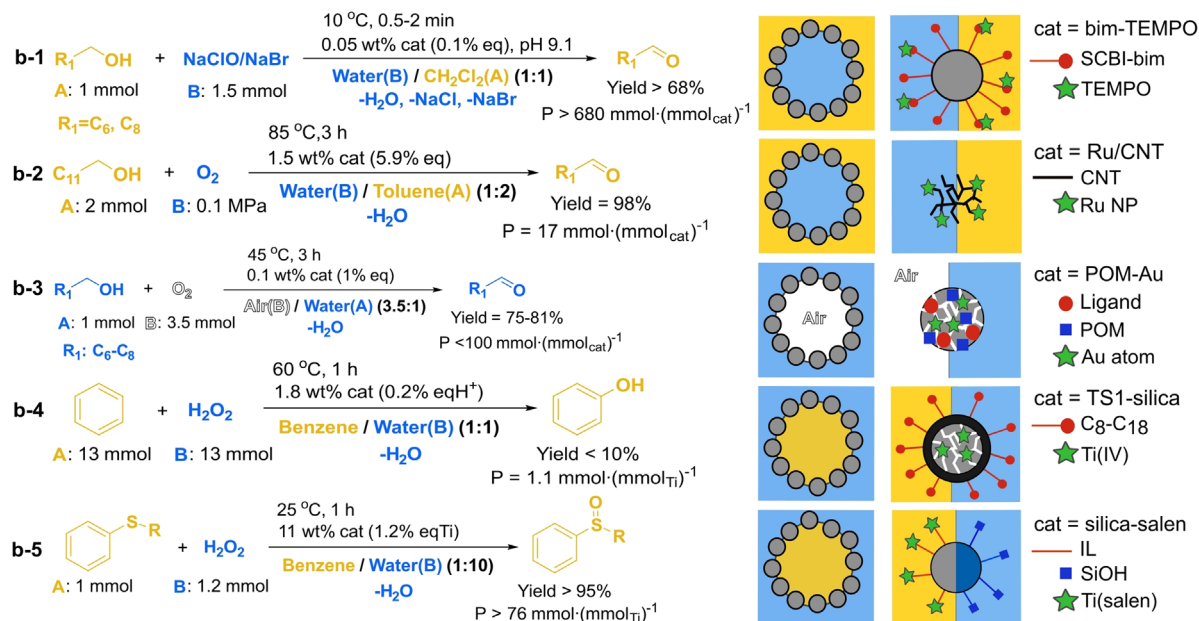 10 °C, 0.5-2 min
0.05 wt% cat (0.1% eq), pH 9.1
b-1 R₁ OH + NaClO/NaBr
Water(B) / CH₂Cl₂(A) (1:1)
-H₂O, -NaCl, -NaBr
R₁ O
A: 1 mmol B: 1.5 mmol
R₁=C₆, C₈
Yield > 68%
P > 680 mmol·(mmol_cat)⁻¹
cat = bim-TEMPO
SCBI-bim
TEMPO
85 °C,3 h
1.5 wt% cat (5.9% eq)
b-2 C₁₁ OH + O₂
Water(B) / Toluene(A) (1:2)
-H₂O
R₁ O
A: 2 mmol B: 0.1 MPa
Yield = 98%
P = 17 mmol·(mmol_cat)⁻¹
cat = Ru/CNT
CNT
Ru NP
45 °C, 3 h
0.1 wt% cat (1% eq)
b-3 R₁ OH + O₂
Air(B) / Water(A) (3.5:1)
-H₂O
R₁ O
A: 1 mmol B: 3.5 mmol
R₁: C₆-C₈
Yield = 75-81%
P <100 mmol·(mmol_cat)⁻¹
Air
Air
cat = POM-Au
Ligand
POM
Au atom
60 °C, 1 h
1.8 wt% cat (0.2% eqH⁺)
b-4 + H₂O₂
Benzene / Water(B) (1:1)
-H₂O
OH
A: 13 mmol B: 13 mmol
Yield < 10%
P = 1.1 mmol·(mmol_Ti)⁻¹
cat = TS1-silica
C₈-C₁₈
Ti(IV)
25 °C, 1 h
11 wt% cat (1.2% eqTi)
b-5 S R + H₂O₂
Benzene / Water(B) (1:10)
-H₂O
O
S R
A: 1 mmol B: 1.2 mmol
Yield > 95%
P > 76 mmol·(mmol_Ti)⁻¹
cat = silica-salen
IL
SiOH
Ti(salen)